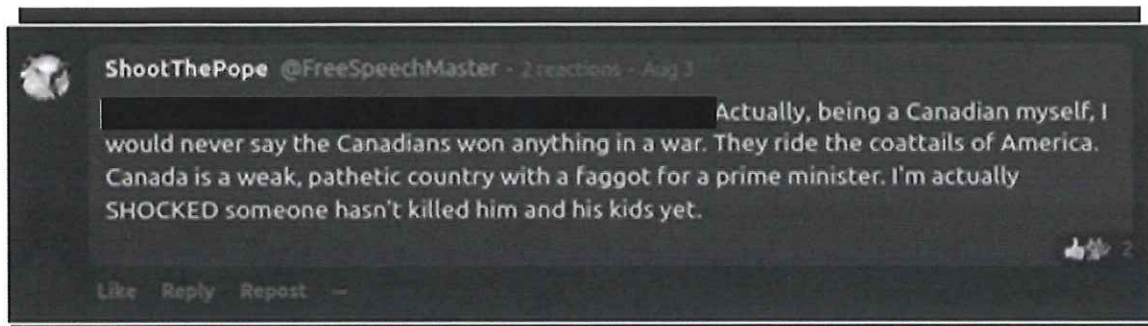 ShootThePope @FreeSpeechMaster - 2 reactions - Aug 3
Actually, being a Canadian myself, I
would never say the Canadians won anything in a war. They ride the coattails of America.
Canada is a weak, pathetic country with a faggot for a prime minister. I'm actually
SHOCKED someone hasn't killed him and his kids yet.
2
Like Reply Repost